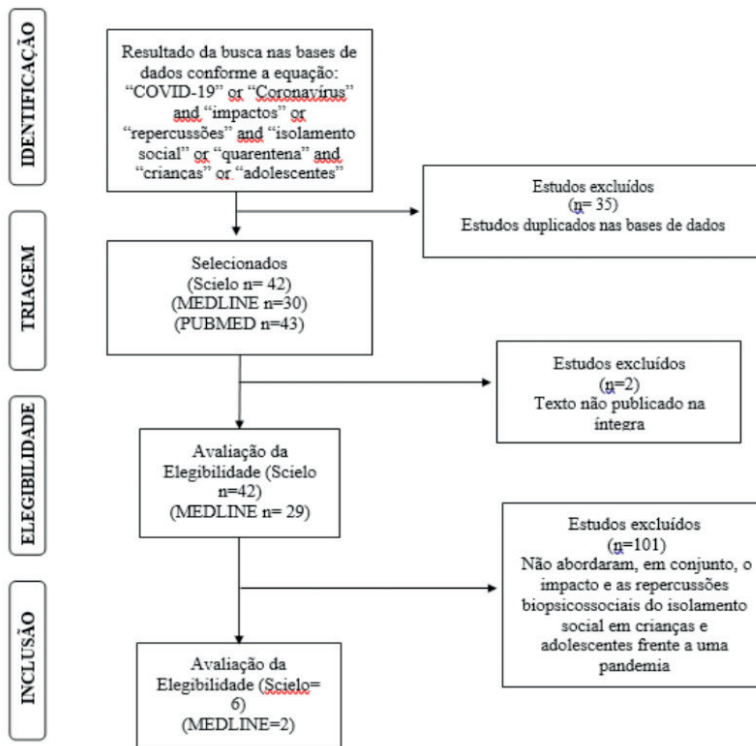 IDENTIFICAÇÃO
Resultado da busca nas bases de
dados conforme a equação:
“COVID-19” or “Coronavírus”
and “impactos” or
“repercussões” and “isolamento
social” or “quarentena” and
“crianças” or “adolescentes”
Estudos excluídos
(n= 35)
Estudos duplicados nas bases de dados
TRIAGEM
Selecionados
(Scielo n= 42)
(MEDLINE n=30)
(PUBMED n=43)
Estudos excluídos
(n=2)
Texto não publicado na
íntegra
ELEGIBILIDADE
Avaliação da
Elegibilidade (Scielo
n=42)
(MEDLINE n= 29)
Estudos excluídos
(n=101)
Não abordaram, em conjunto, o
impacto e as repercussões
biopsicossociais do isolamento
social em crianças e
adolescentes frente a uma
pandemia
INCLUSÃO
Avaliação da
Elegibilidade (Scielo=
6)
(MEDLINE=2)